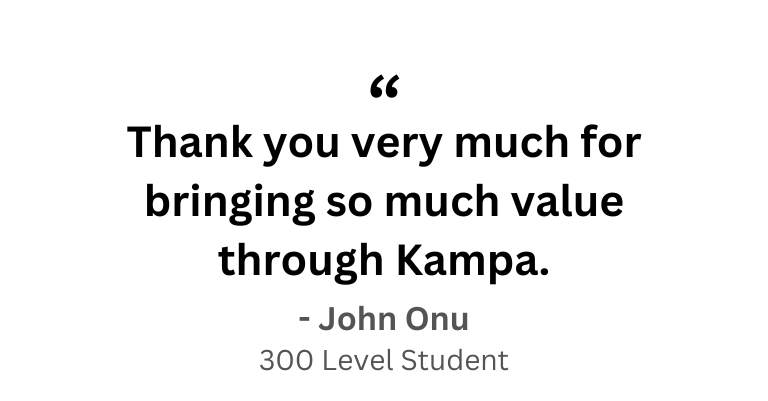 “
Thank you very much for
bringing so much value
through Kampa.
- John Onu
300 Level Student